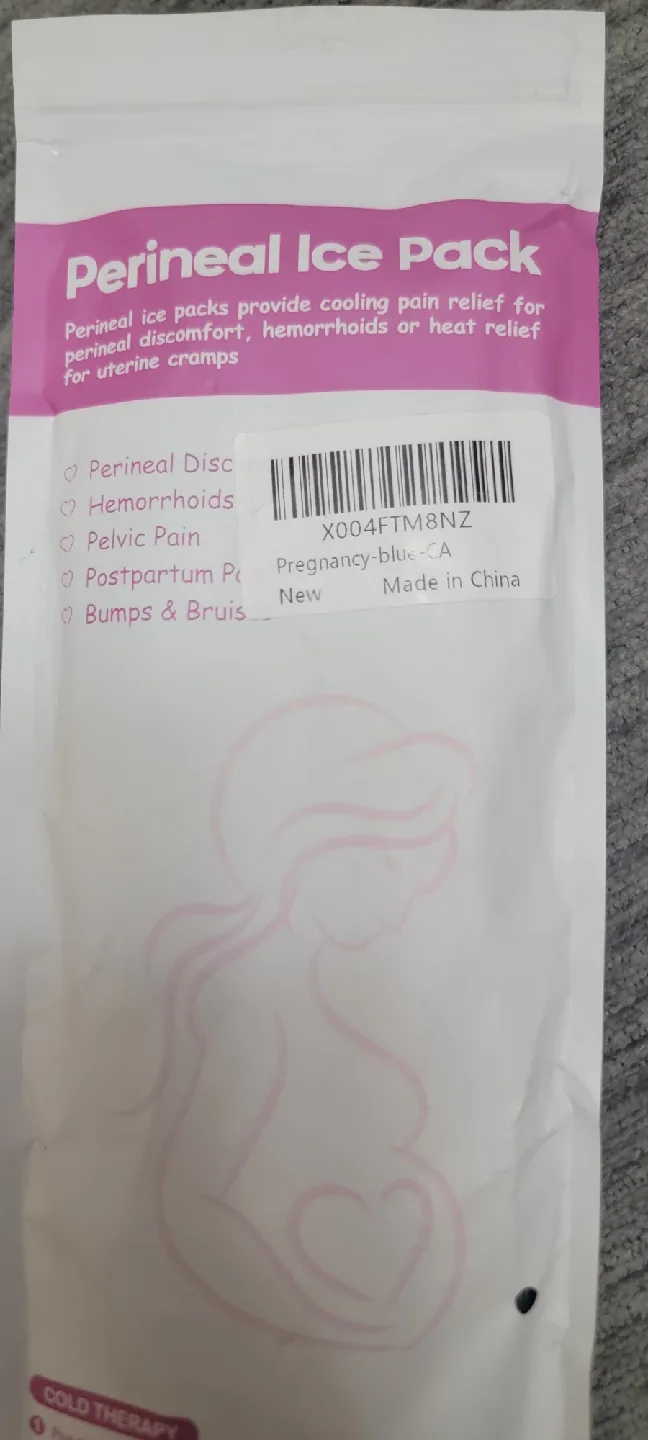 Perineal Ice Pack
Perineal ice packs provide cooling pain relief for
perineal discomfort, hemorrhoids or heat relief
for uterine cramps
Perineal Disc
Hemorrhoids
Pelvic Pain
Postpartum
Bumps & Bruis
X004FTM8NZ
Pregnancy-blue-CA
New Made in China
COLD THERAPY
1